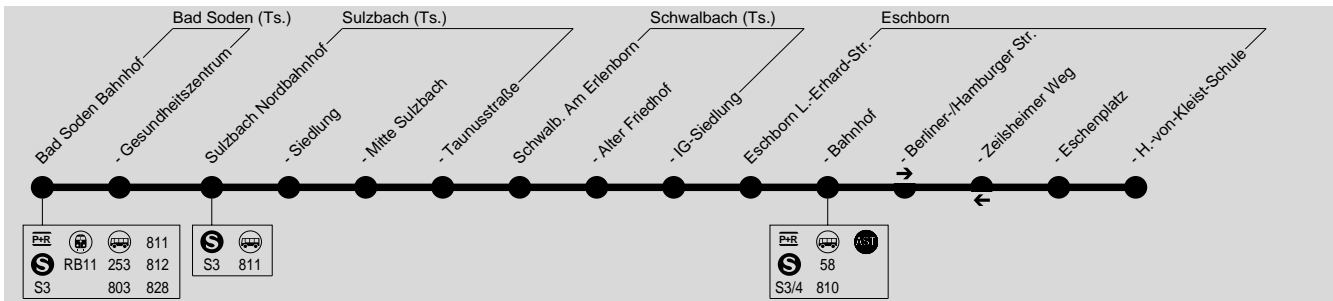 Bad Soden (Ts.)
Sulzbach (Ts.)
Schwalbach (Ts.)
Eschborn
Bad Soden Bahnhof
- Gesundheitszentrum
Sulzbach Nordbahnhof
- Siedlung
- Mitte Sulzbach
- Taunusstraße
Schwalb. Am Erlenborn
- Alter Friedhof
- IG-Siedlung
Eschborn L.-Erhard-Str.
- Bahnhof
- Berliner-/Hamburger Str.
- Zeilsheimer Weg
- Eschenplatz
- H.-von-Kleist-Schule
P+R 811
S RB11 253 812
S3 803 828
S
S3 811
P+R AST
S 58
S3/4 810